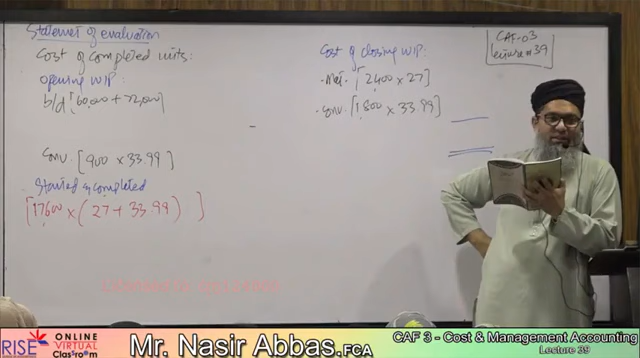 Statement of evaluation
Cost of completed units:
opening WIP:
b/d [60,000 + 72,000]
Conv. [900 x 33.99]
Started & completed
[17600 x ( 27 + 33.99 ) ]
Cost of closing WIP:
- Mat. [2400 x 27]
- Conv. [1800 x 33.99]
CAF-03
Lecture # 39
RISE
ONLINE
VIRTUAL
Classroom
Mr. Nasir Abbas.FCA
CAF 3 - Cost & Management Accounting
Lecture 39